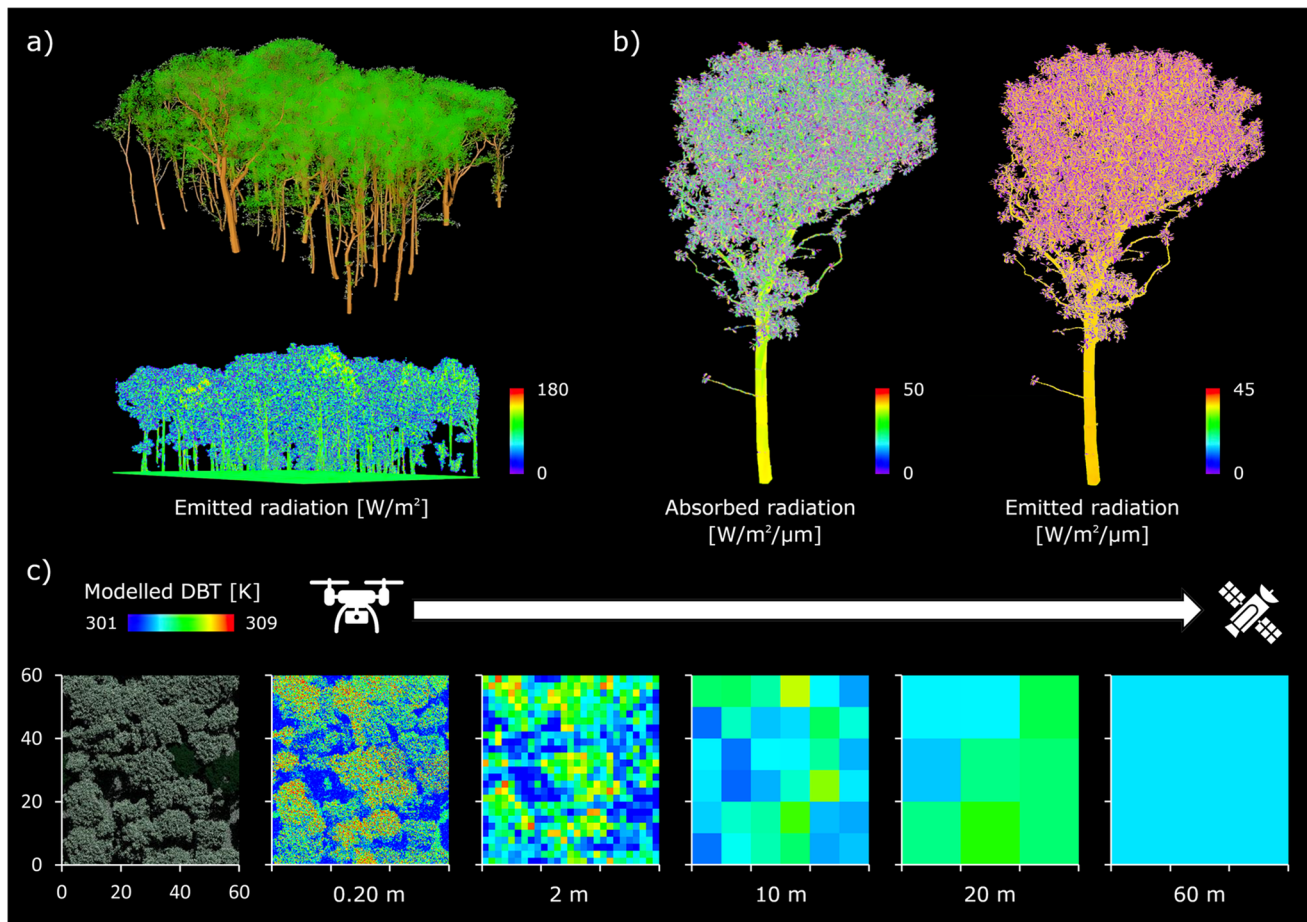 a)
b)
180
0
Emitted radiation [W/m²]
50
0
Absorbed radiation
[W/m²/μm]
45
0
Emitted radiation
[W/m²/μm]
c)
Modelled DBT [K]
301
309
60
40
20
0
0
20
40
60
0.20 m
2 m
10 m
20 m
60 m